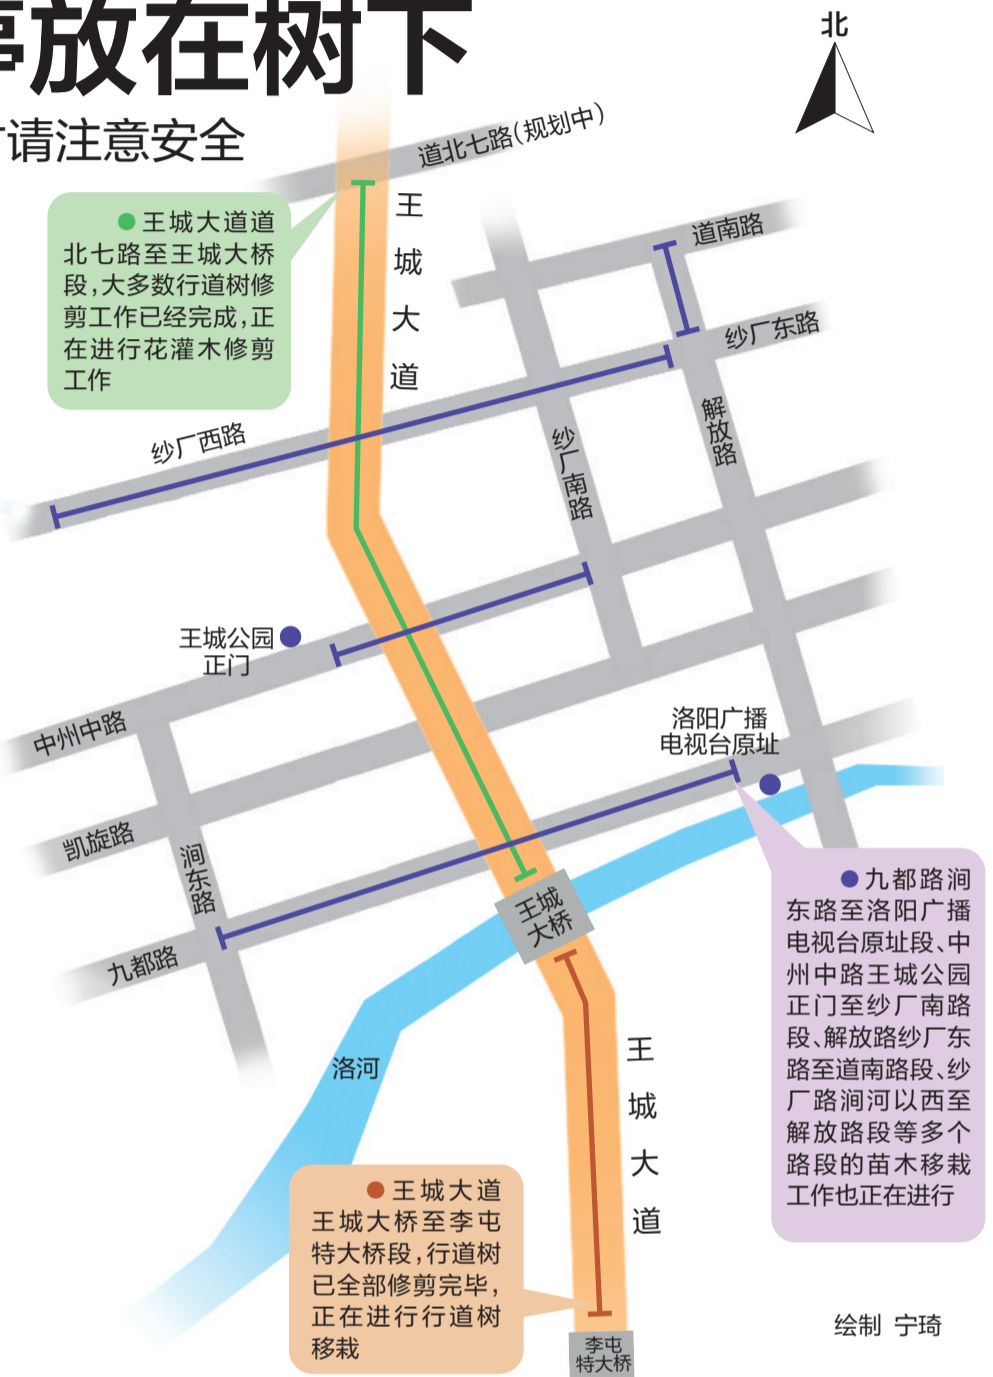 停放在树下
时请注意安全
北
道北七路(规划中)
王城大道
●王城大道道
北七路至王城大桥
段,大多数行道树修
剪工作已经完成,正
在进行花灌木修剪
工作
道南路
纱厂东路
解放路
纱厂西路
纱厂南路
王城公园
正门
中州中路
洛阳广播
电视台原址
凯旋路
涧东路
九都路
王城
大桥
●九都路涧
东路至洛阳广播
电视台原址段、中
州中路王城公园
正门至纱厂南路
段、解放路纱厂东
路至道南路段、纱
厂路涧河以西至
解放路段等多个
路段的苗木移栽
工作也正在进行
洛河
王城大道
●王城大道
王城大桥至李屯
特大桥段,行道树
已全部修剪完毕,
正在进行行道树
移栽
李屯
特大桥
绘制 宁琦